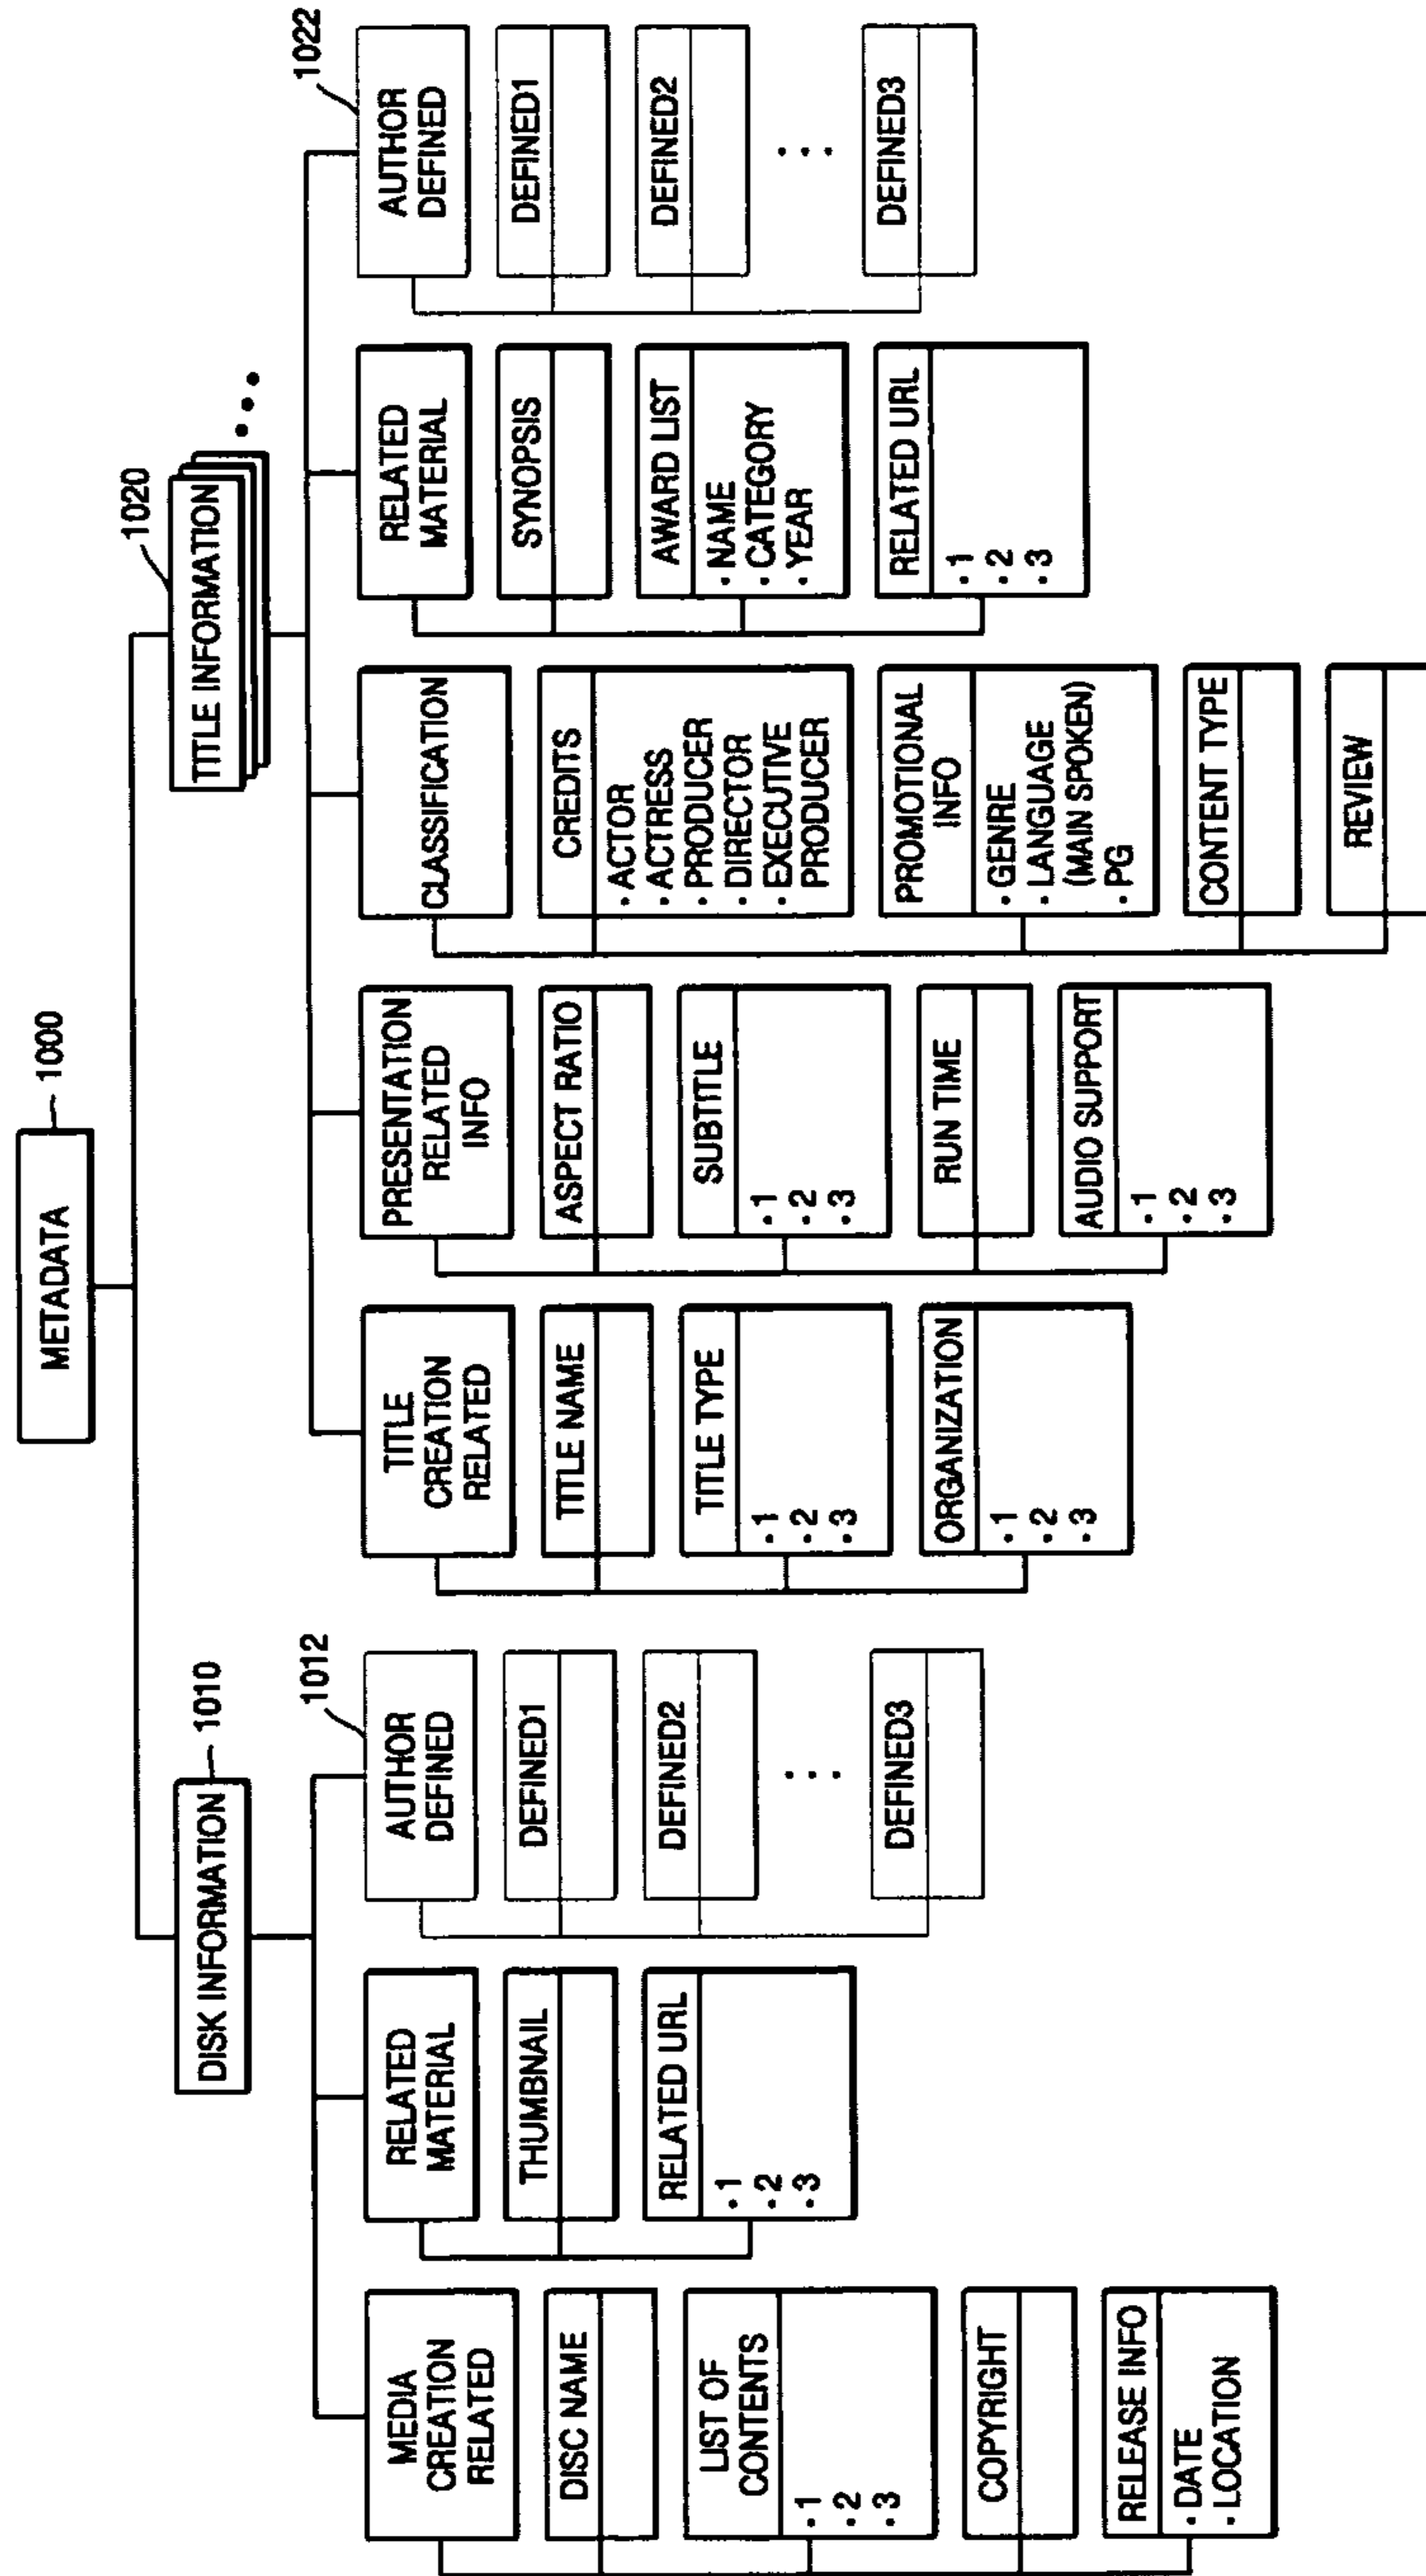 METADATA
1000
DISK INFORMATION
1010
MEDIA
CREATION
RELATED
DISC NAME
LIST OF
CONTENTS
· 1
· 2
· 3
COPYRIGHT
RELEASE INFO
· DATE
· LOCATION
RELATED
MATERIAL
THUMBNAIL
RELATED URL
· 1
· 2
· 3
1012
AUTHOR
DEFINED
DEFINED1
DEFINED2
...
DEFINED3
TITLE INFORMATION
1020
...
TITLE
CREATION
RELATED
TITLE NAME
TITLE TYPE
· 1
· 2
· 3
ORGANIZATION
· 1
· 2
· 3
PRESENTATION
RELATED
INFO
ASPECT RATIO
SUBTITLE
· 1
· 2
· 3
RUN TIME
AUDIO SUPPORT
· 1
· 2
· 3
CLASSIFICATION
CREDITS
· ACTOR
· ACTRESS
· PRODUCER
· DIRECTOR
· EXECUTIVE
PRODUCER
PROMOTIONAL
INFO
· GENRE
· LANGUAGE
(MAIN SPOKEN)
· PG
CONTENT TYPE
REVIEW
RELATED
MATERIAL
SYNOPSIS
AWARD LIST
· NAME
· CATEGORY
· YEAR
RELATED URL
· 1
· 2
· 3
1022
AUTHOR
DEFINED
DEFINED1
DEFINED2
...
DEFINED3